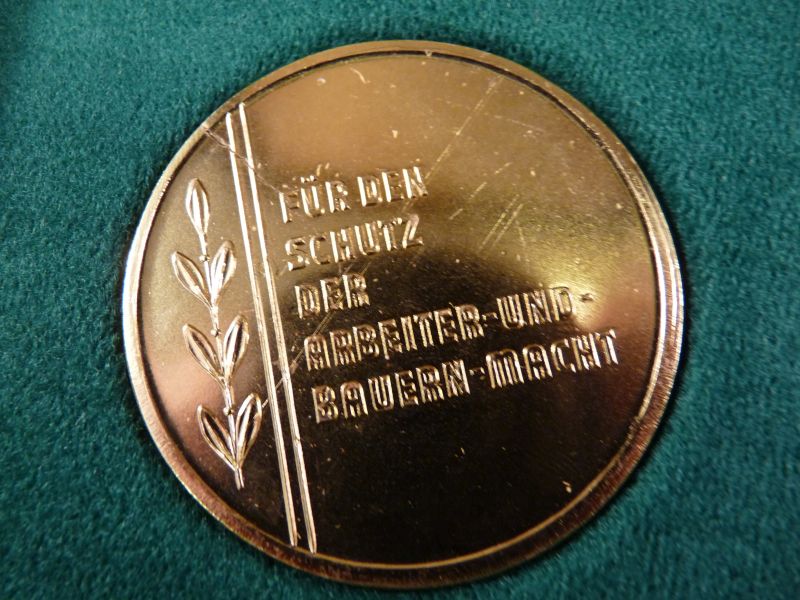 FÜR DEN
SCHUTZ
DER
ARBEITER-UND-
BAUERN-MACHT